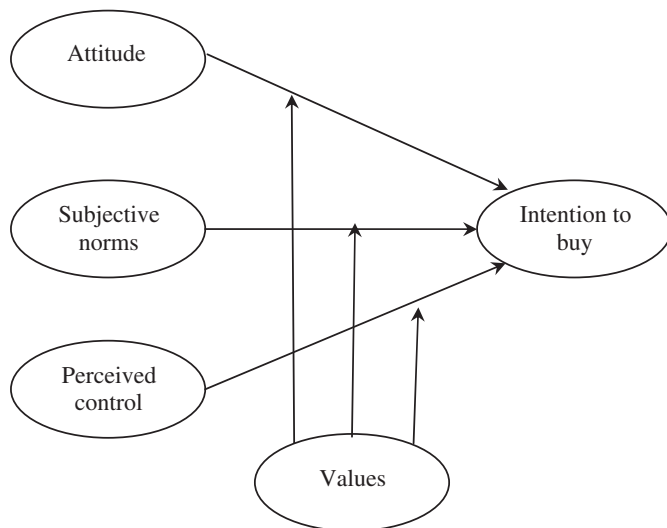 Attitude
Subjective
norms
Intention to
buy
Perceived
control
Values